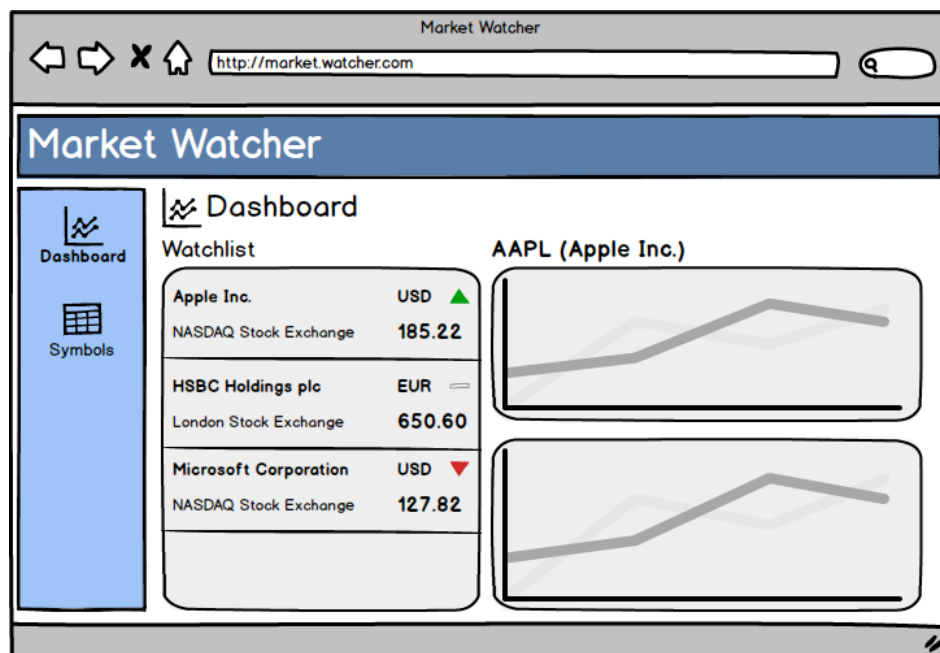 Market Watcher
http://market.watcher.com
Market Watcher
Dashboard
Symbols
Dashboard
Watchlist
Apple Inc. USD
NASDAQ Stock Exchange 185.22
HSBC Holdings plc EUR
London Stock Exchange 650.60
Microsoft Corporation USD
NASDAQ Stock Exchange 127.82
AAPL (Apple Inc.)